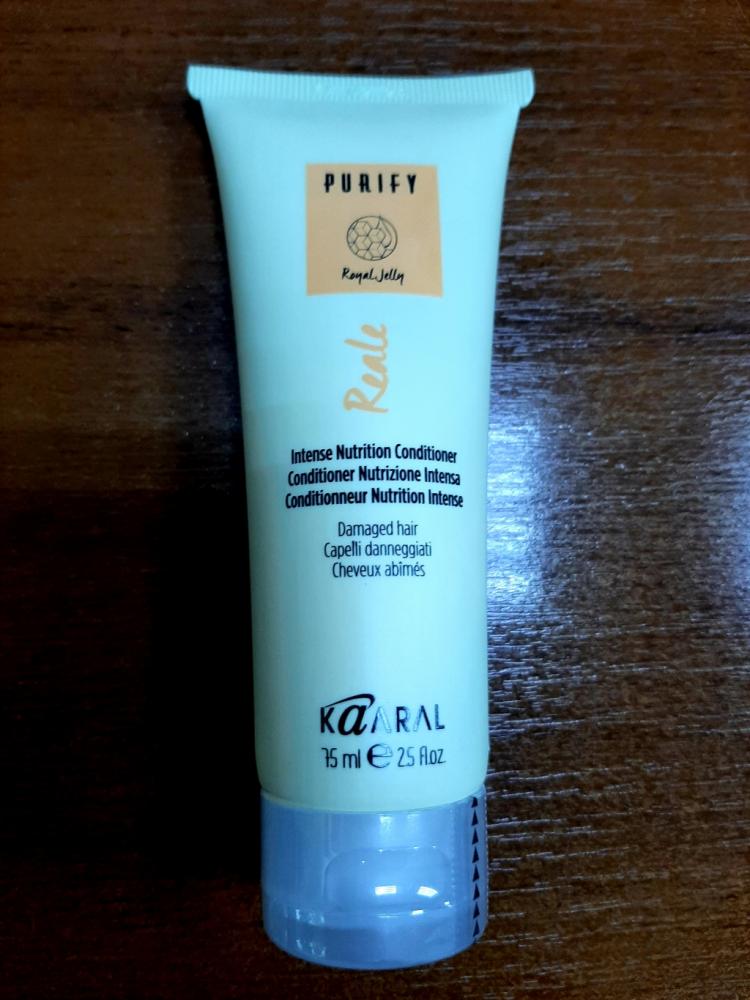 PURIFY
Royal Jelly
Reale
Intense Nutrition Conditioner
Conditioner Nutrizione Intensa
Conditionneur Nutrition Intense
Damaged hair
Capelli danneggiati
Cheveux abîmés
KaARAL
75 ml e 2.5 fl.oz.